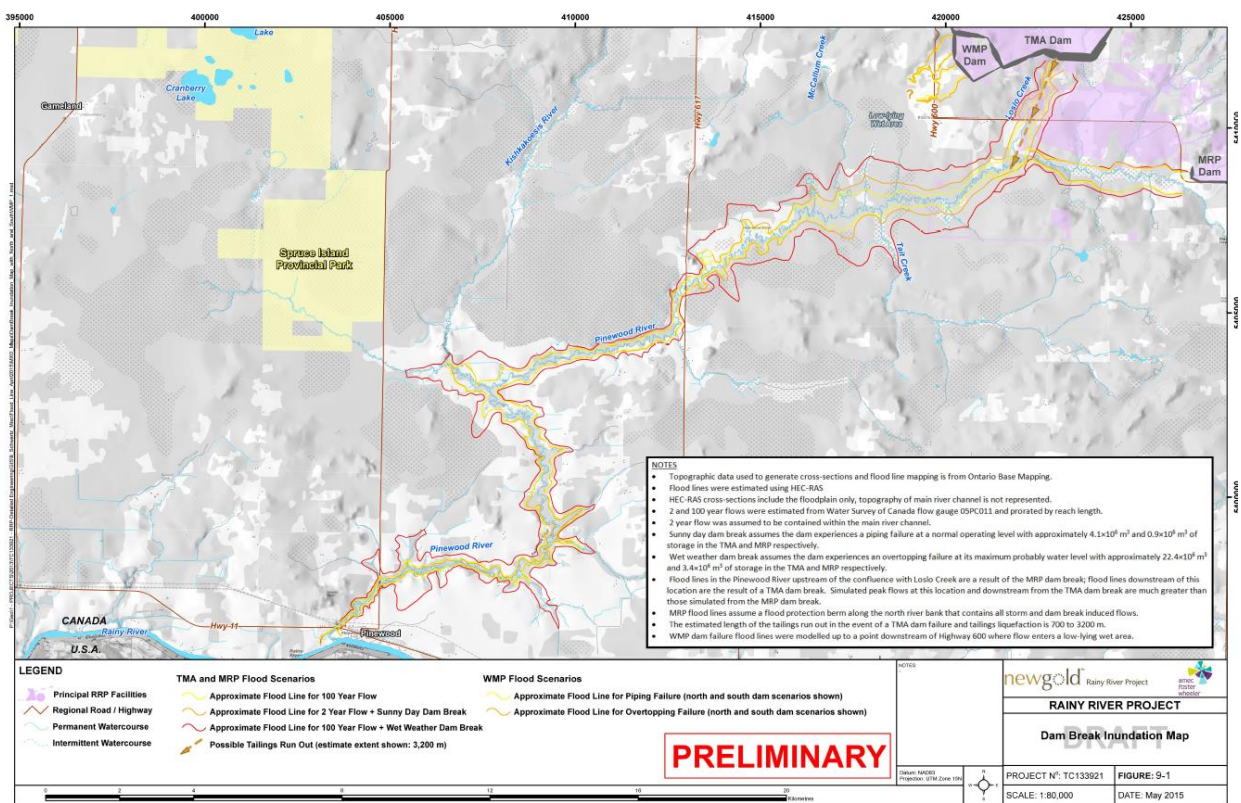 395000 400000 405000 410000 415000 420000 425000
Lake
Cranberry
Lake
Gameland
Kishkakoesis River
Hwy 617
McCallum Creek
Low-lying
Wet Area
Hwy 600
WMP
Dam
TMA Dam
Loslo Creek
MRP
Dam
5410000
5405000
5400000
Spruce Island
Provincial Park
Tait Creek
Pinewood River
Pinewood River
Pinewood
Hwy-11
CANADA
U.S.A.
Rainy River
NOTES
• Topographic data used to generate cross-sections and flood line mapping is from Ontario Base Mapping.
• Flood lines were estimated using HEC-RAS
• HEC-RAS cross-sections include the floodplain only, topography of main river channel is not represented.
• 2 and 100 year flows were estimated from Water Survey of Canada flow gauge 05PC011 and prorated by reach length.
• 2 year flow was assumed to be contained within the main river channel.
• Sunny day dam break assumes the dam experiences a piping failure at a normal operating level with approximately 4.1×10⁶ m³ and 0.9×10⁶ m³ of
storage in the TMA and MRP respectively.
• Wet weather dam break assumes the dam experiences an overtopping failure at its maximum probably water level with approximately 22.4×10⁶ m³
and 3.4×10⁶ m³ of storage in the TMA and MRP respectively.
• Flood lines in the Pinewood River upstream of the confluence with Loslo Creek are a result of the MRP dam break; flood lines downstream of this
location are the result of a TMA dam break. Simulated peak flows at this location and downstream from the TMA dam break are much greater than
those simulated from the MRP dam break.
• MRP flood lines assume a flood protection berm along the north river bank that contains all storm and dam break induced flows.
• The estimated length of the tailings run out in the event of a TMA dam failure and tailings liquefaction is 700 to 3200 m.
• WMP dam failure flood lines were modelled up to a point downstream of Highway 600 where flow enters a low-lying wet area.
LEGEND
Principal RRP Facilities
Regional Road / Highway
Permanent Watercourse
Intermittent Watercourse
TMA and MRP Flood Scenarios
Approximate Flood Line for 100 Year Flow
Approximate Flood Line for 2 Year Flow + Sunny Day Dam Break
Approximate Flood Line for 100 Year Flow + Wet Weather Dam Break
Possible Tailings Run Out (estimate extent shown: 3,200 m)
WMP Flood Scenarios
Approximate Flood Line for Piping Failure (north and south dam scenarios shown)
Approximate Flood Line for Overtopping Failure (north and south dam scenarios shown)
PRELIMINARY
0 2 4 8 12 16 20
Kilometres
NOTES
newgold Rainy River Project
amec
foster
wheeler
RAINY RIVER PROJECT
DRAFT
Dam Break Inundation Map
Datum: NAD83
Projection: UTM Zone 15N
N
W E
S
PROJECT Nº: TC133921
FIGURE: 9-1
SCALE: 1:80,000
DATE: May 2015